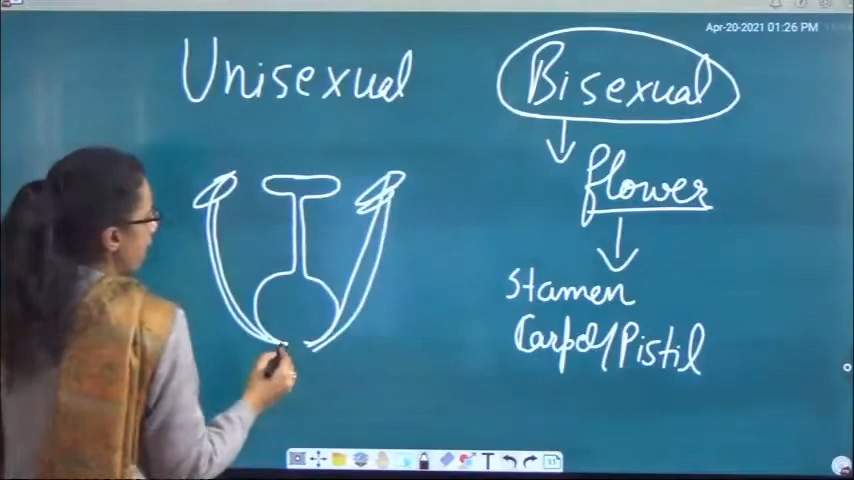 Apr-20-2021 01:26 PM
Unisexual
Bisexual
flower
Stamen
Carpel/Pistil